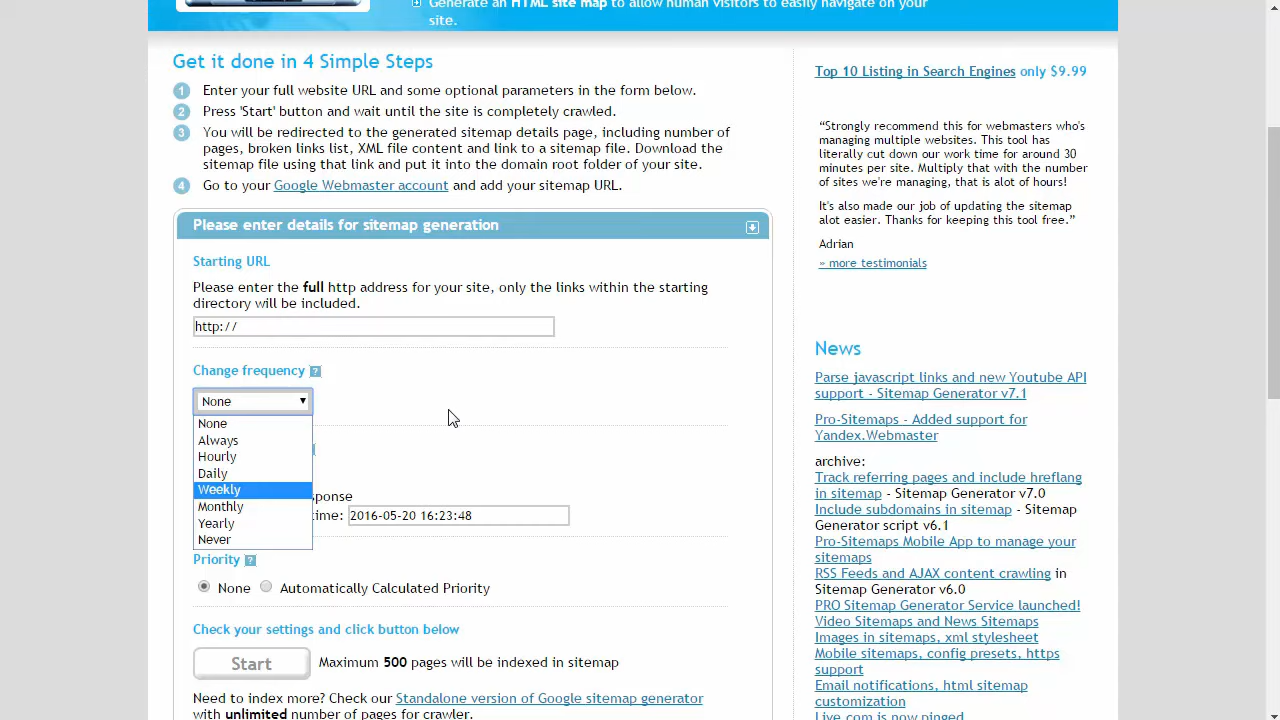 Generate an HTML site map to allow human visitors to easily navigate on your
site.
Get it done in 4 Simple Steps
1 Enter your full website URL and some optional parameters in the form below.
2 Press 'Start' button and wait until the site is completely crawled.
3 You will be redirected to the generated sitemap details page, including number of
pages, broken links list, XML file content and link to a sitemap file. Download the
sitemap file using that link and put it into the domain root folder of your site.
4 Go to your Google Webmaster account and add your sitemap URL.
Please enter details for sitemap generation
Starting URL
Please enter the full http address for your site, only the links within the starting
directory will be included.
http://
Change frequency ?
None
None
Always
Hourly
Daily
Weekly
Monthly
Yearly
Never
sponse
time: 2016-05-20 16:23:48
Priority ?
None Automatically Calculated Priority
Check your settings and click button below
Start Maximum 500 pages will be indexed in sitemap
Need to index more? Check our Standalone version of Google sitemap generator
with unlimited number of pages for crawler.
Top 10 Listing in Search Engines only $9.99
“Strongly recommend this for webmasters who's
managing multiple websites. This tool has
literally cut down our work time for around 30
minutes per site. Multiply that with the number
of sites we're managing, that is alot of hours!
It's also made our job of updating the sitemap
alot easier. Thanks for keeping this tool free.”
Adrian
» more testimonials
News
Parse javascript links and new Youtube API
support - Sitemap Generator v7.1
Pro-Sitemaps - Added support for
Yandex.Webmaster
archive:
Track referring pages and include hreflang
in sitemap - Sitemap Generator v7.0
Include subdomains in sitemap - Sitemap
Generator script v6.1
Pro-Sitemaps Mobile App to manage your
sitemaps
RSS Feeds and AJAX content crawling in
Sitemap Generator v6.0
PRO Sitemap Generator Service launched!
Video Sitemaps and News Sitemaps
Images in sitemaps, xml stylesheet
Mobile sitemaps, config presets, https
support
Email notifications, html sitemap
customization
Live.com is now pinged